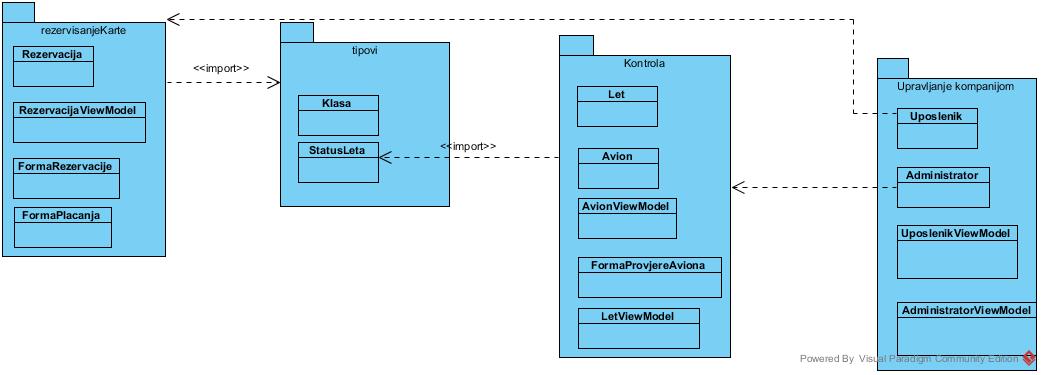 rezervisanjeKarte
Rezervacija
RezervacijaViewModel
FormaRezervacije
FormaPlacanja
<<import>>
tipovi
Klasa
StatusLeta
<<import>>
Kontrola
Let
Avion
AvionViewModel
FormaProvjereAviona
LetViewModel
Upravljanje kompanijom
Uposlenik
Administrator
UposlenikViewModel
AdministratorViewModel
Powered By Visual Paradigm Community Edition